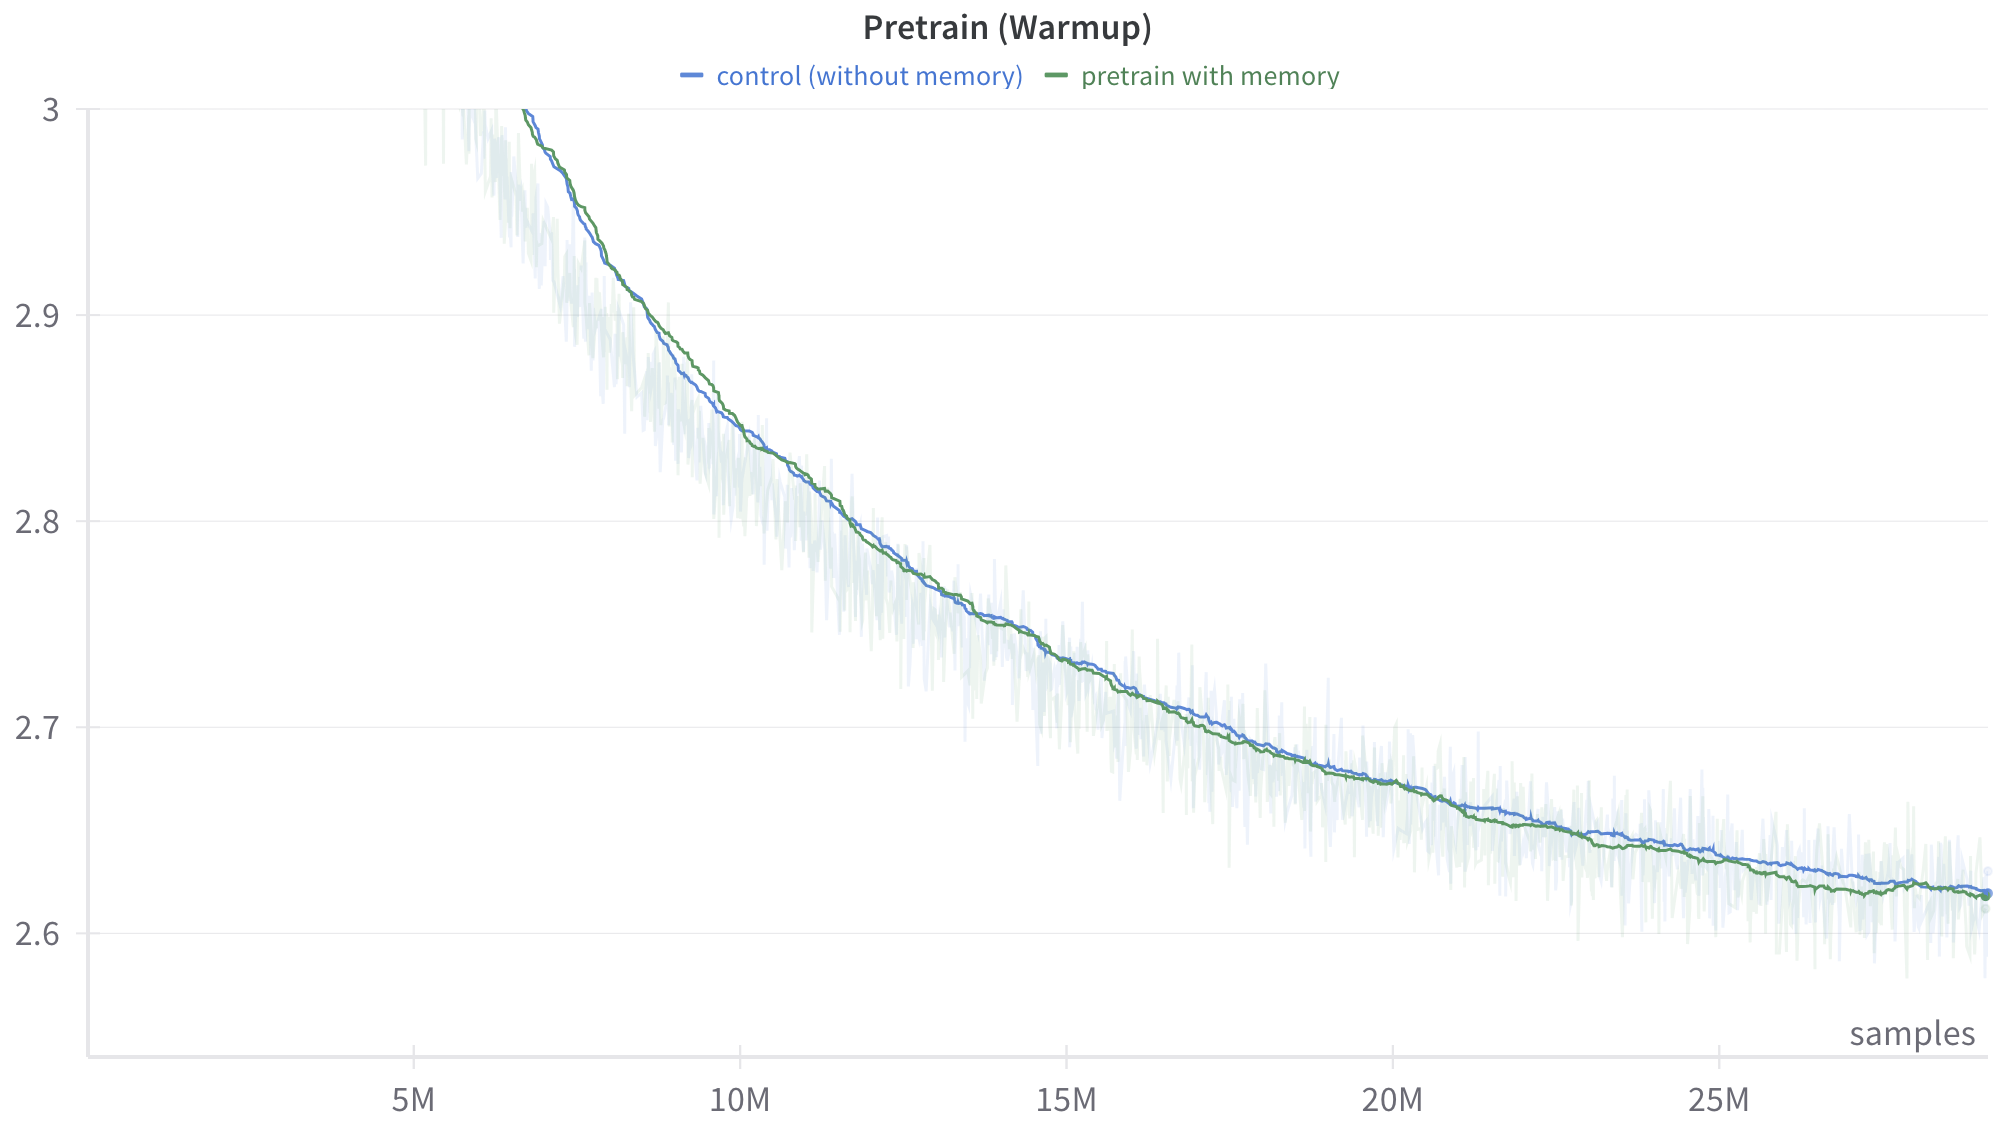 Pretrain (Warmup)
control (without memory) pretrain with memory
3
2.9
2.8
2.7
2.6
samples
5M 10M 15M 20M 25M